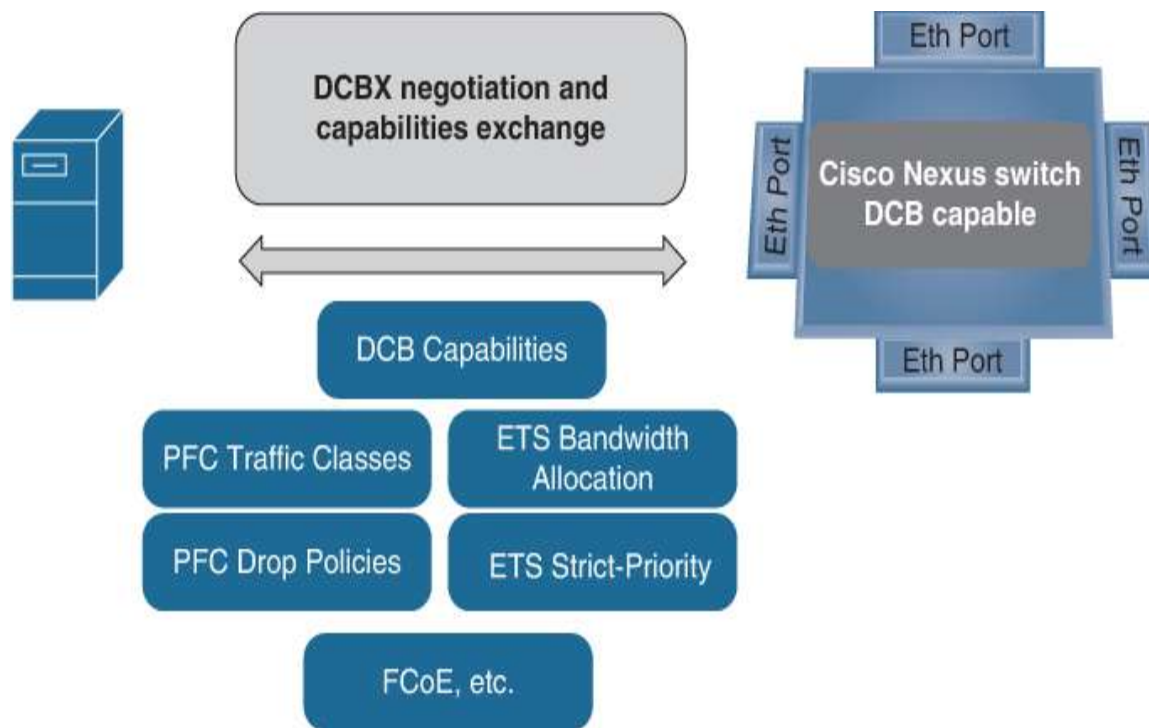 DCBX negotiation and
capabilities exchange
Eth Port
Eth Port
Cisco Nexus switch
DCB capable
Eth Port
Eth Port
DCB Capabilities
PFC Traffic Classes
ETS Bandwidth
Allocation
PFC Drop Policies
ETS Strict-Priority
FCoE, etc.